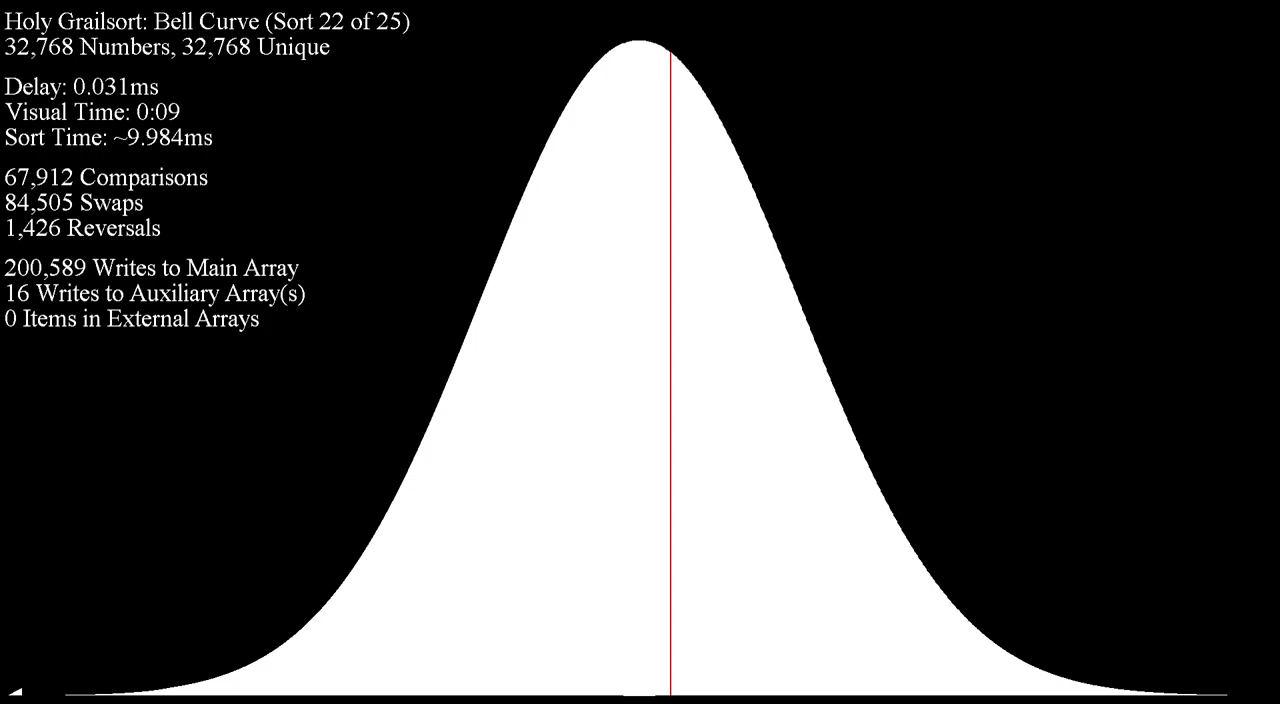 Holy Grailsort: Bell Curve (Sort 22 of 25)
32,768 Numbers, 32,768 Unique
Delay: 0.031ms
Visual Time: 0:09
Sort Time: ~9.984ms
67,912 Comparisons
84,505 Swaps
1,426 Reversals
200,589 Writes to Main Array
16 Writes to Auxiliary Array(s)
0 Items in External Arrays